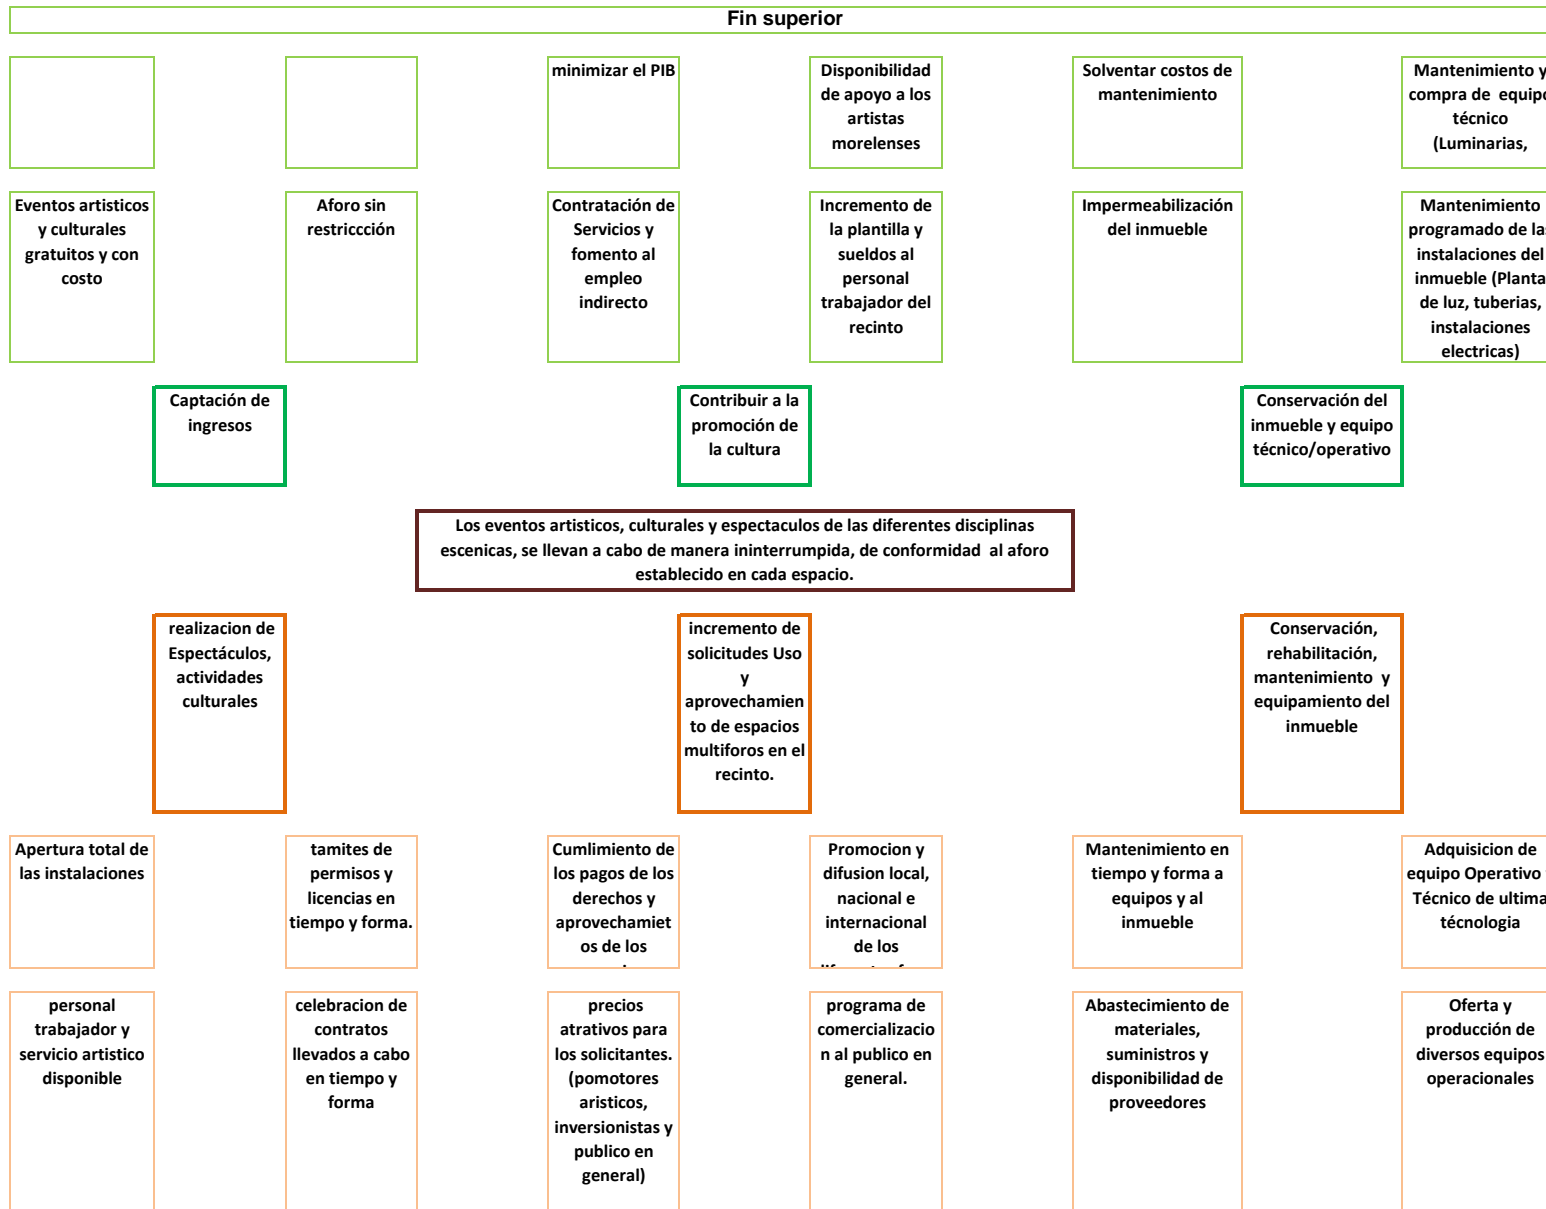 Fin superior
minimizar el PIB
Disponibilidad
de apoyo a los
artistas
morelenses
Solventar costos de
mantenimiento
Mantenimiento y
compra de equipo
técnico
(Luminarias,
Eventos artisticos
y culturales
gratuitos y con
costo
Aforo sin
restriccción
Contratación de
Servicios y
fomento al
empleo
indirecto
Incremento de
la plantilla y
sueldos al
personal
trabajador del
recinto
Impermeabilización
del inmueble
Mantenimiento
programado de las
instalaciones del
inmueble (Planta
de luz, tuberias,
instalaciones
electricas)
Captación de
ingresos
Contribuir a la
promoción de
la cultura
Conservación del
inmueble y equipo
técnico/operativo
Los eventos artisticos, culturales y espectaculos de las diferentes disciplinas
escenicas, se llevan a cabo de manera ininterrumpida, de conformidad al aforo
establecido en cada espacio.
realizacion de
Espectáculos,
actividades
culturales
incremento de
solicitudes Uso
y
aprovechamien
to de espacios
multiforos en el
recinto.
Conservación,
rehabilitación,
mantenimiento y
equipamiento del
inmueble
Apertura total de
las instalaciones
tamites de
permisos y
licencias en
tiempo y forma.
Cumlimiento de
los pagos de los
derechos y
aprovechamiet
os de los
Promocion y
difusion local,
nacional e
internacional
de los
Mantenimiento en
tiempo y forma a
equipos y al
inmueble
Adquisicion de
equipo Operativo
Técnico de ultima
técnologia
personal
trabajador y
servicio artistico
disponible
celebracion de
contratos
llevados a cabo
en tiempo y
forma
precios
atrativos para
los solicitantes.
(pomotores
aristicos,
inversionistas y
publico en
general)
programa de
comercializacio
n al publico en
general.
Abastecimiento de
materiales,
suministros y
disponibilidad de
proveedores
Oferta y
producción de
diversos equipos
operacionales